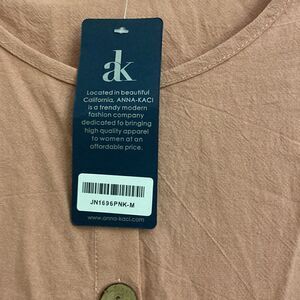 ak
Located in beautiful
California, ANNA-KACI
is a trendy modern
fashion company
dedicated to bringing
high quality apparel
to women at an
affordable price.
JN1696PNK-M
www.anna-kaci.com